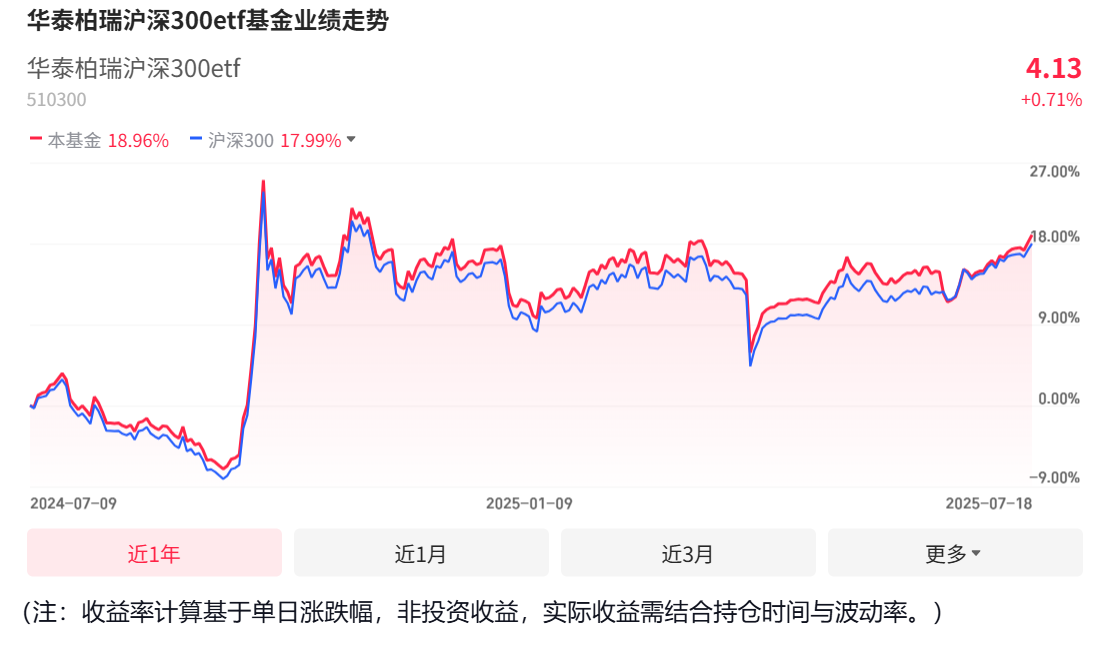 华泰柏瑞沪深300etf基金业绩走势
华泰柏瑞沪深300etf
4.13
510300
+0.71%
本基金 18.96% 沪深300 17.99%
27.00%
18.00%
9.00%
0.00%
-9.00%
2024-07-09
2025-01-09
2025-07-18
近1年
近1月
近3月
更多
（注：收益率计算基于单日涨跌幅，非投资收益，实际收益需结合持仓时间与波动率。）